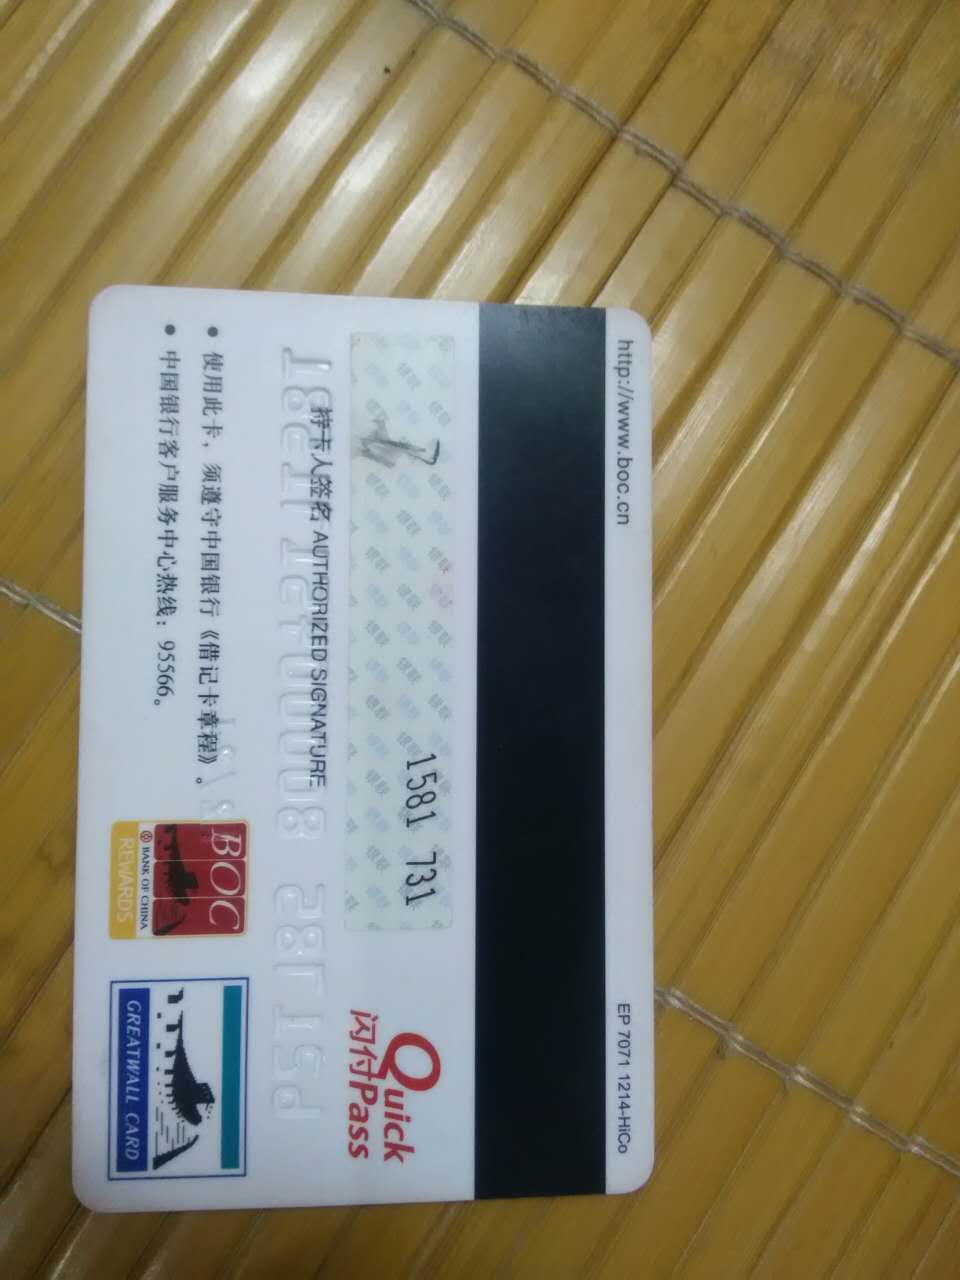 http://www.boc.cn
EP 7071 1214-HiCo
1581 731
Quick
闪付Pass
持卡人签名 AUTHORIZED SIGNATURE
● 使用此卡，须遵守中国银行《借记卡章程》。
● 中国银行客户服务中心热线：95566。
BOC
BANK OF CHINA
REWARDS
GREATWALL CARD